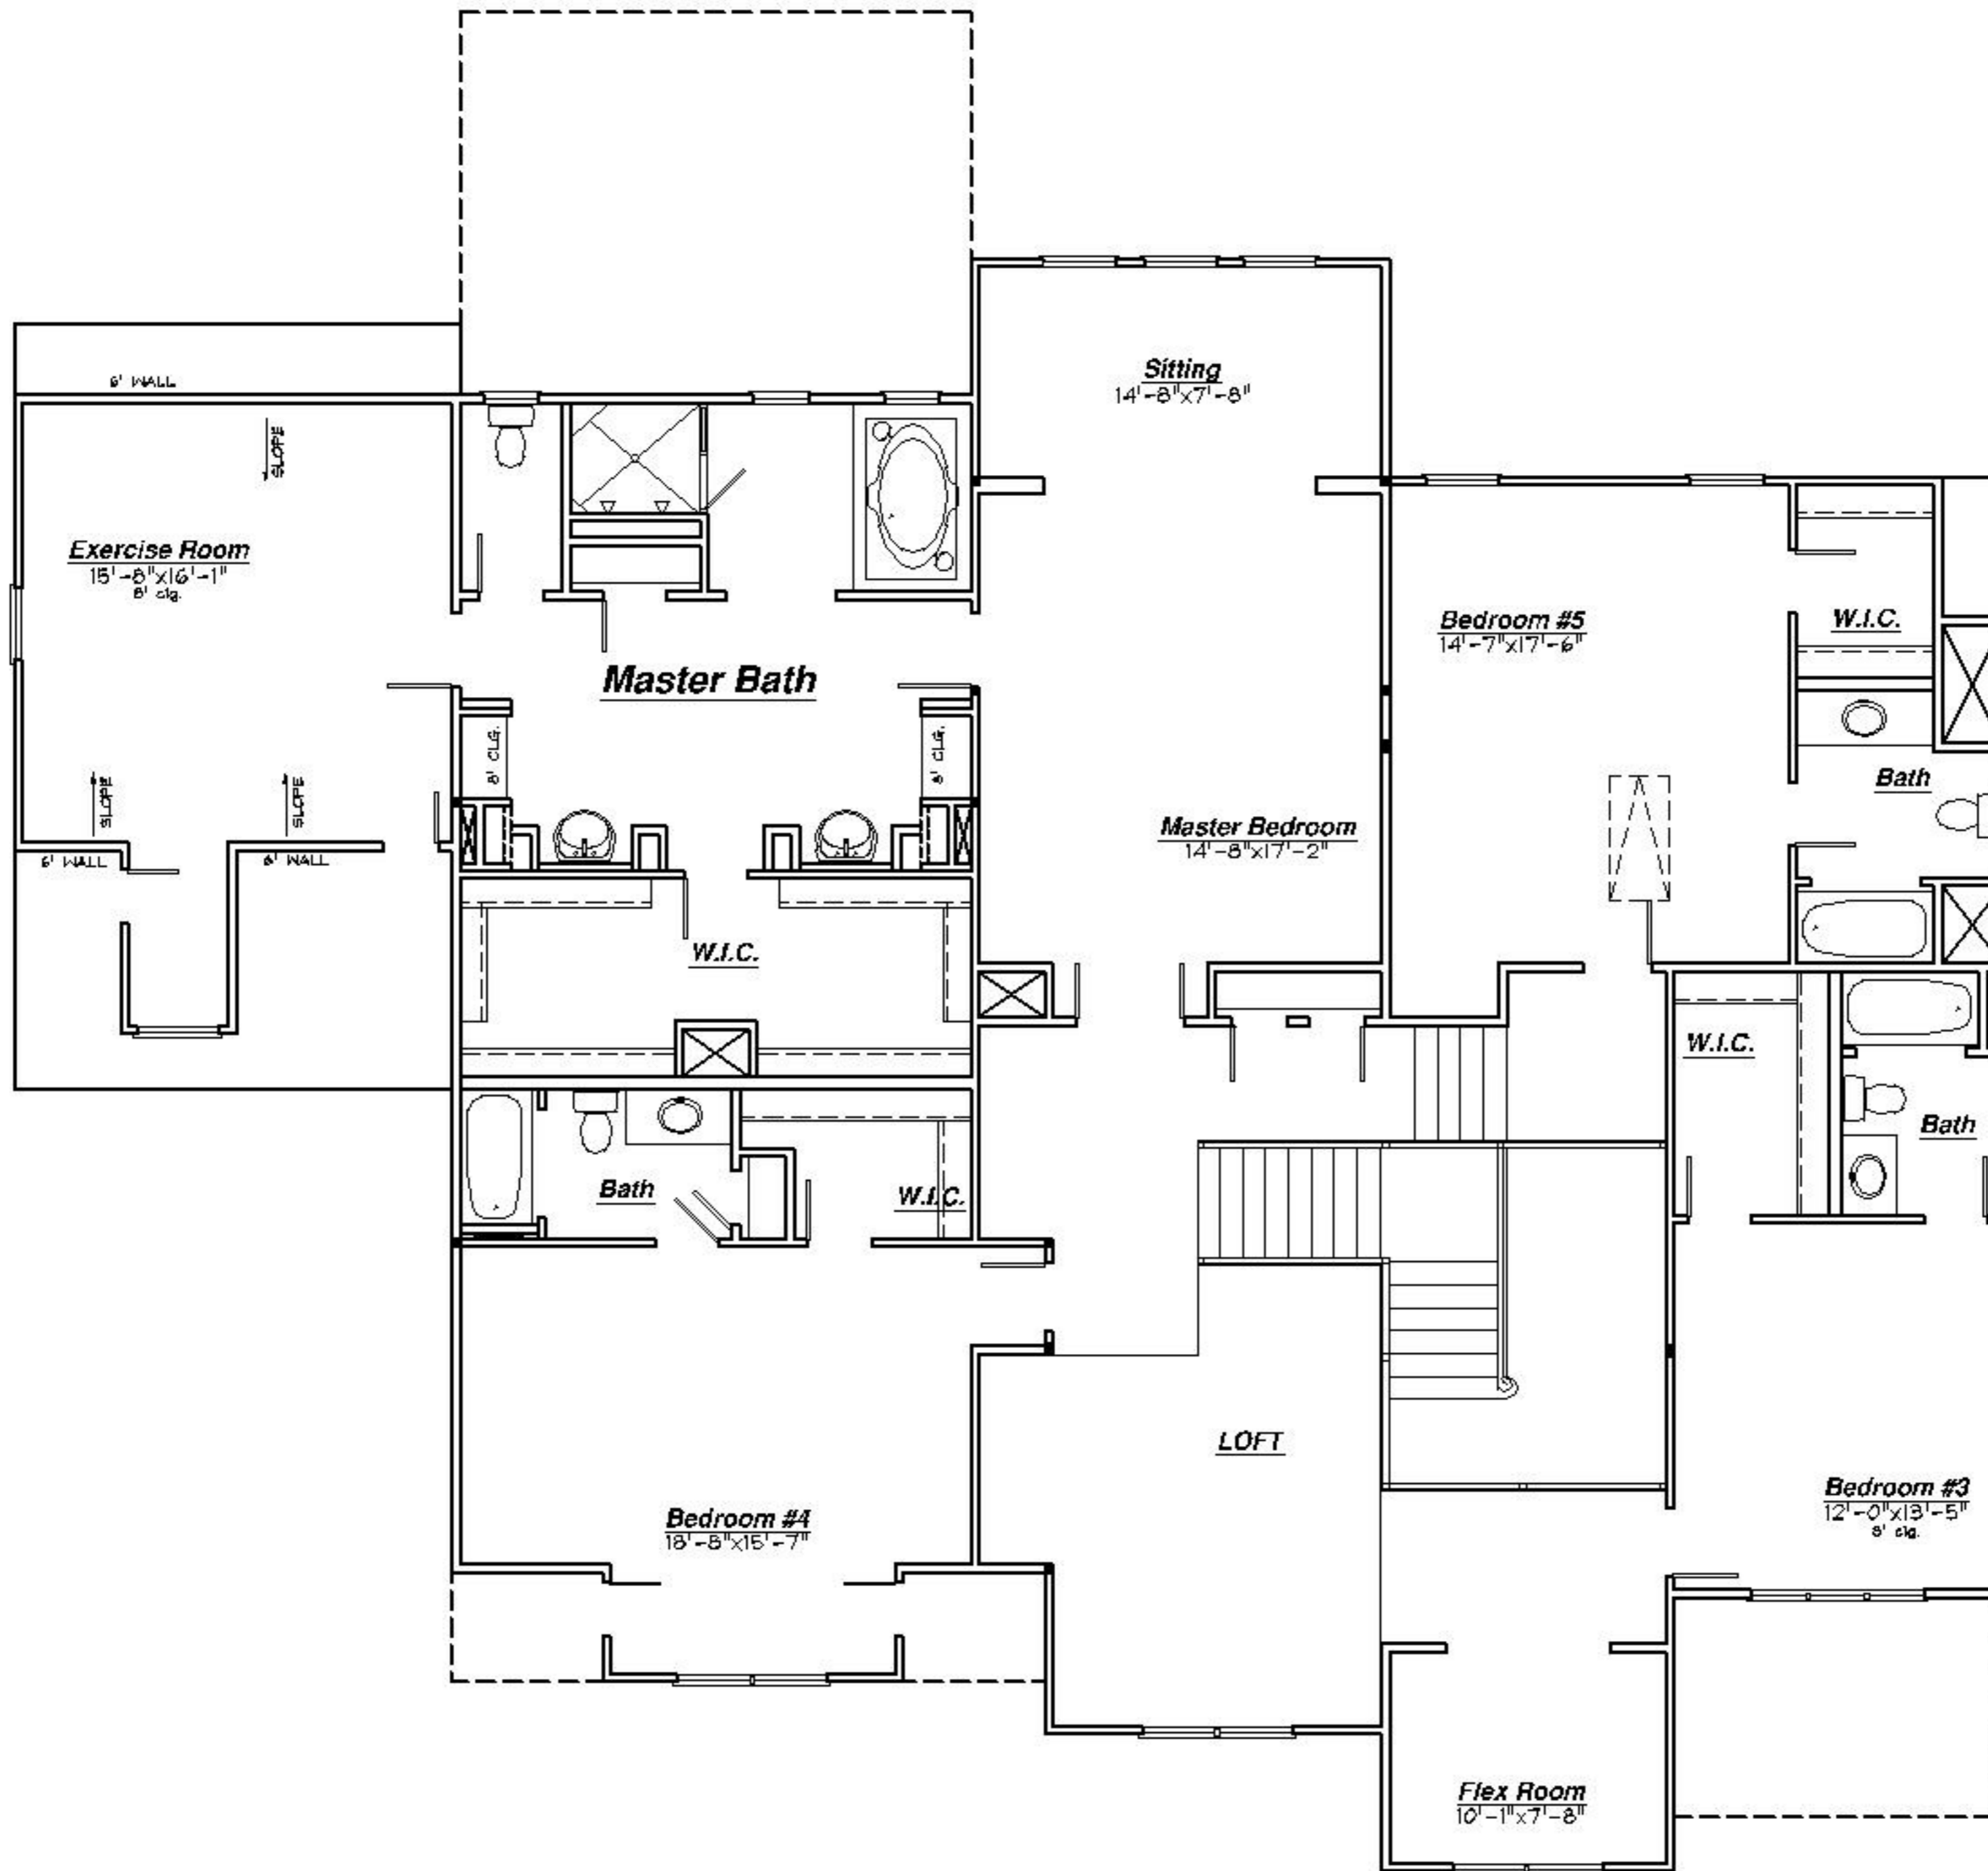 6' WALL
SLOPE
Sitting
14'-8"x7'-8"
Exercise Room
15'-8"x16'-1"
8' clg.
Bedroom #5
14'-7"x17'-6"
W.I.C.
Master Bath
8' CLG.
8' CLG.
SLOPE
SLOPE
Bath
Master Bedroom
14'-8"x17'-2"
6' WALL
6' WALL
W.I.C.
W.I.C.
Bath
Bath
W.I.C.
LOFT
Bedroom #4
18'-8"x15'-7"
Bedroom #3
12'-0"x13'-5"
8' clg.
Flex Room
10'-1"x7'-8"